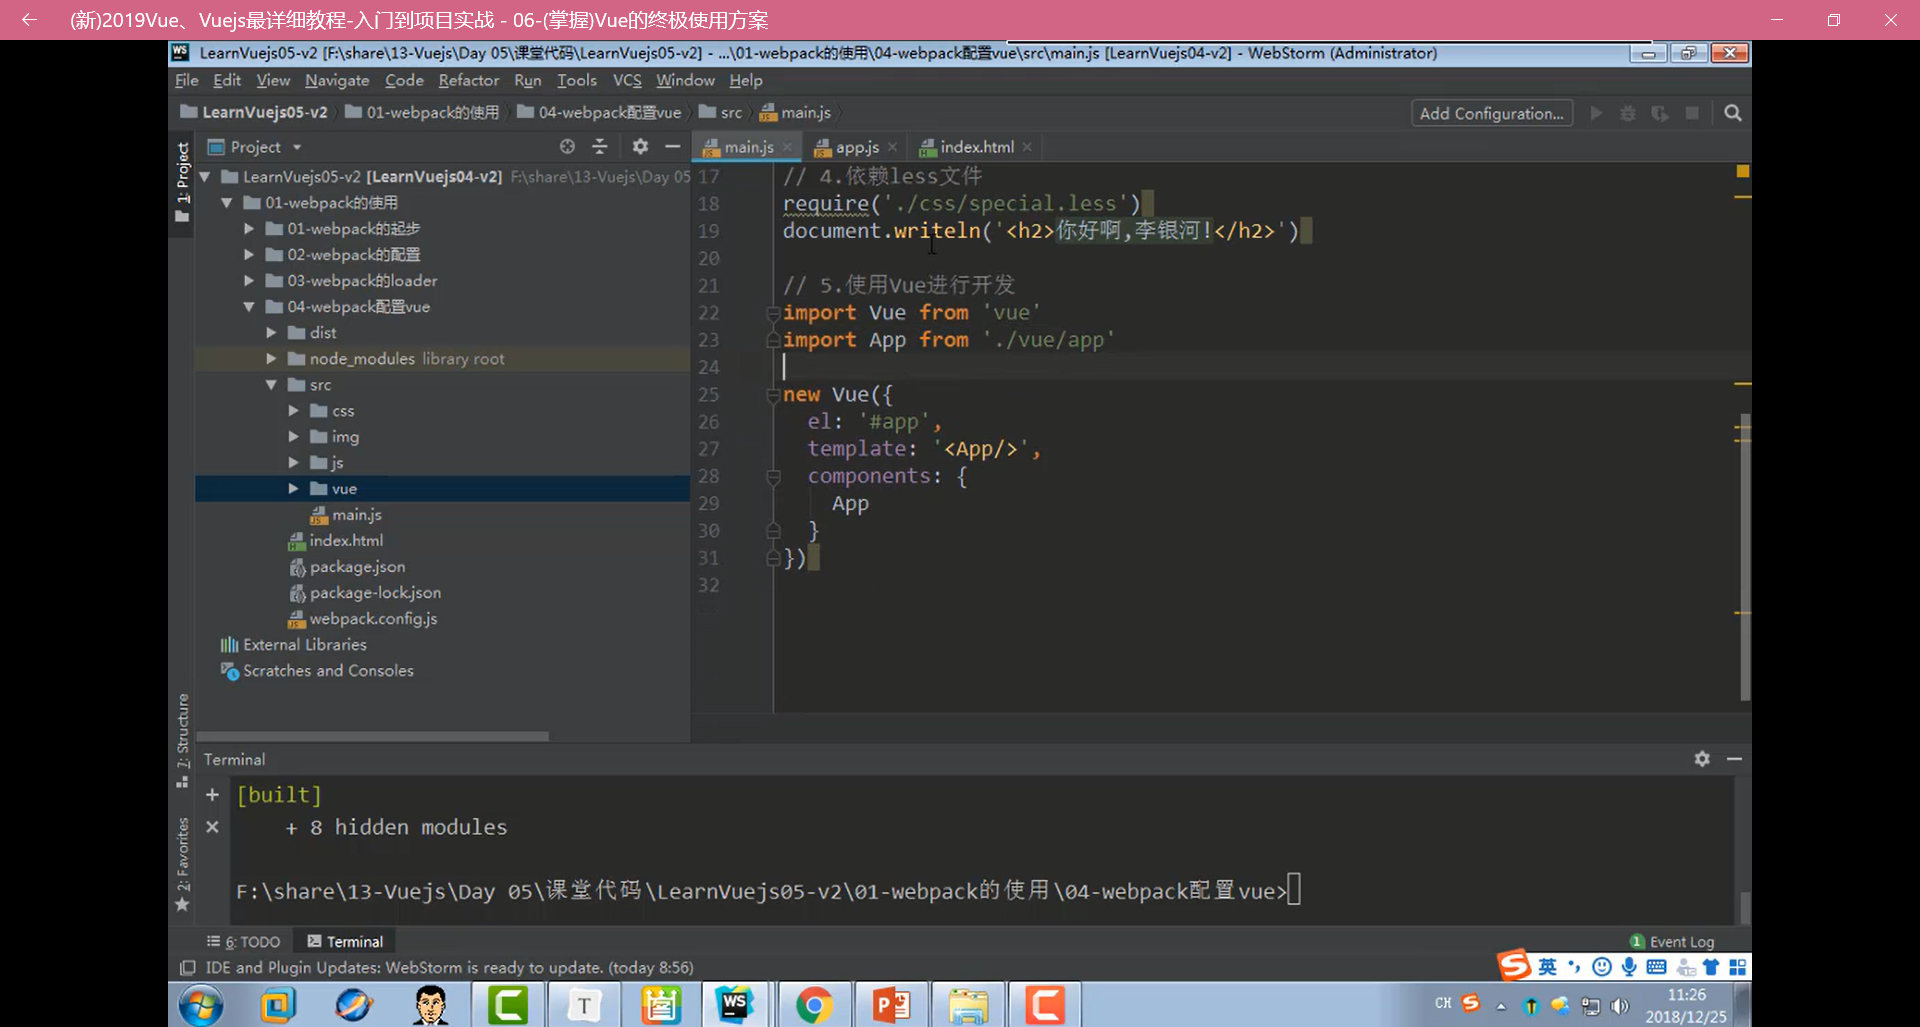 (新)2019Vue、Vuejs最详细教程-入门到项目实战 - 06-(掌握)Vue的终极使用方案
WS LearnVuejs05-v2 [F:\share\13-Vuejs\Day 05\课堂代码\LearnVuejs05-v2] - ...\01-webpack的使用\04-webpack配置vue\src\main.js [LearnVuejs04-v2] - WebStorm (Administrator)
File Edit View Navigate Code Refactor Run Tools VCS Window Help
LearnVuejs05-v2 01-webpack的使用 04-webpack配置vue src main.js Add Configuration...
1: Project
Project
main.js app.js index.html
LearnVuejs05-v2 [LearnVuejs04-v2] F:\share\13-Vuejs\Day 05
01-webpack的使用
01-webpack的起步
02-webpack的配置
03-webpack的loader
04-webpack配置vue
dist
node_modules library root
src
css
img
js
vue
main.js
index.html
package.json
package-lock.json
webpack.config.js
External Libraries
Scratches and Consoles
17 // 4.依赖less文件
18 require('./css/special.less')
19 document.writeln('<h2>你好啊,李银河!</h2>')
20
21 // 5.使用Vue进行开发
22 import Vue from 'vue'
23 import App from './vue/app'
24
25 new Vue({
26 el: '#app',
27 template: '<App/>',
28 components: {
29 App
30 }
31 })
32
7: Structure
2: Favorites
Terminal
[built]
+ 8 hidden modules
F:\share\13-Vuejs\Day 05\课堂代码\LearnVuejs05-v2\01-webpack的使用\04-webpack配置vue>
6: TODO Terminal 1 Event Log
IDE and Plugin Updates: WebStorm is ready to update. (today 8:56)
S 英
CH S
11:26
2018/12/25